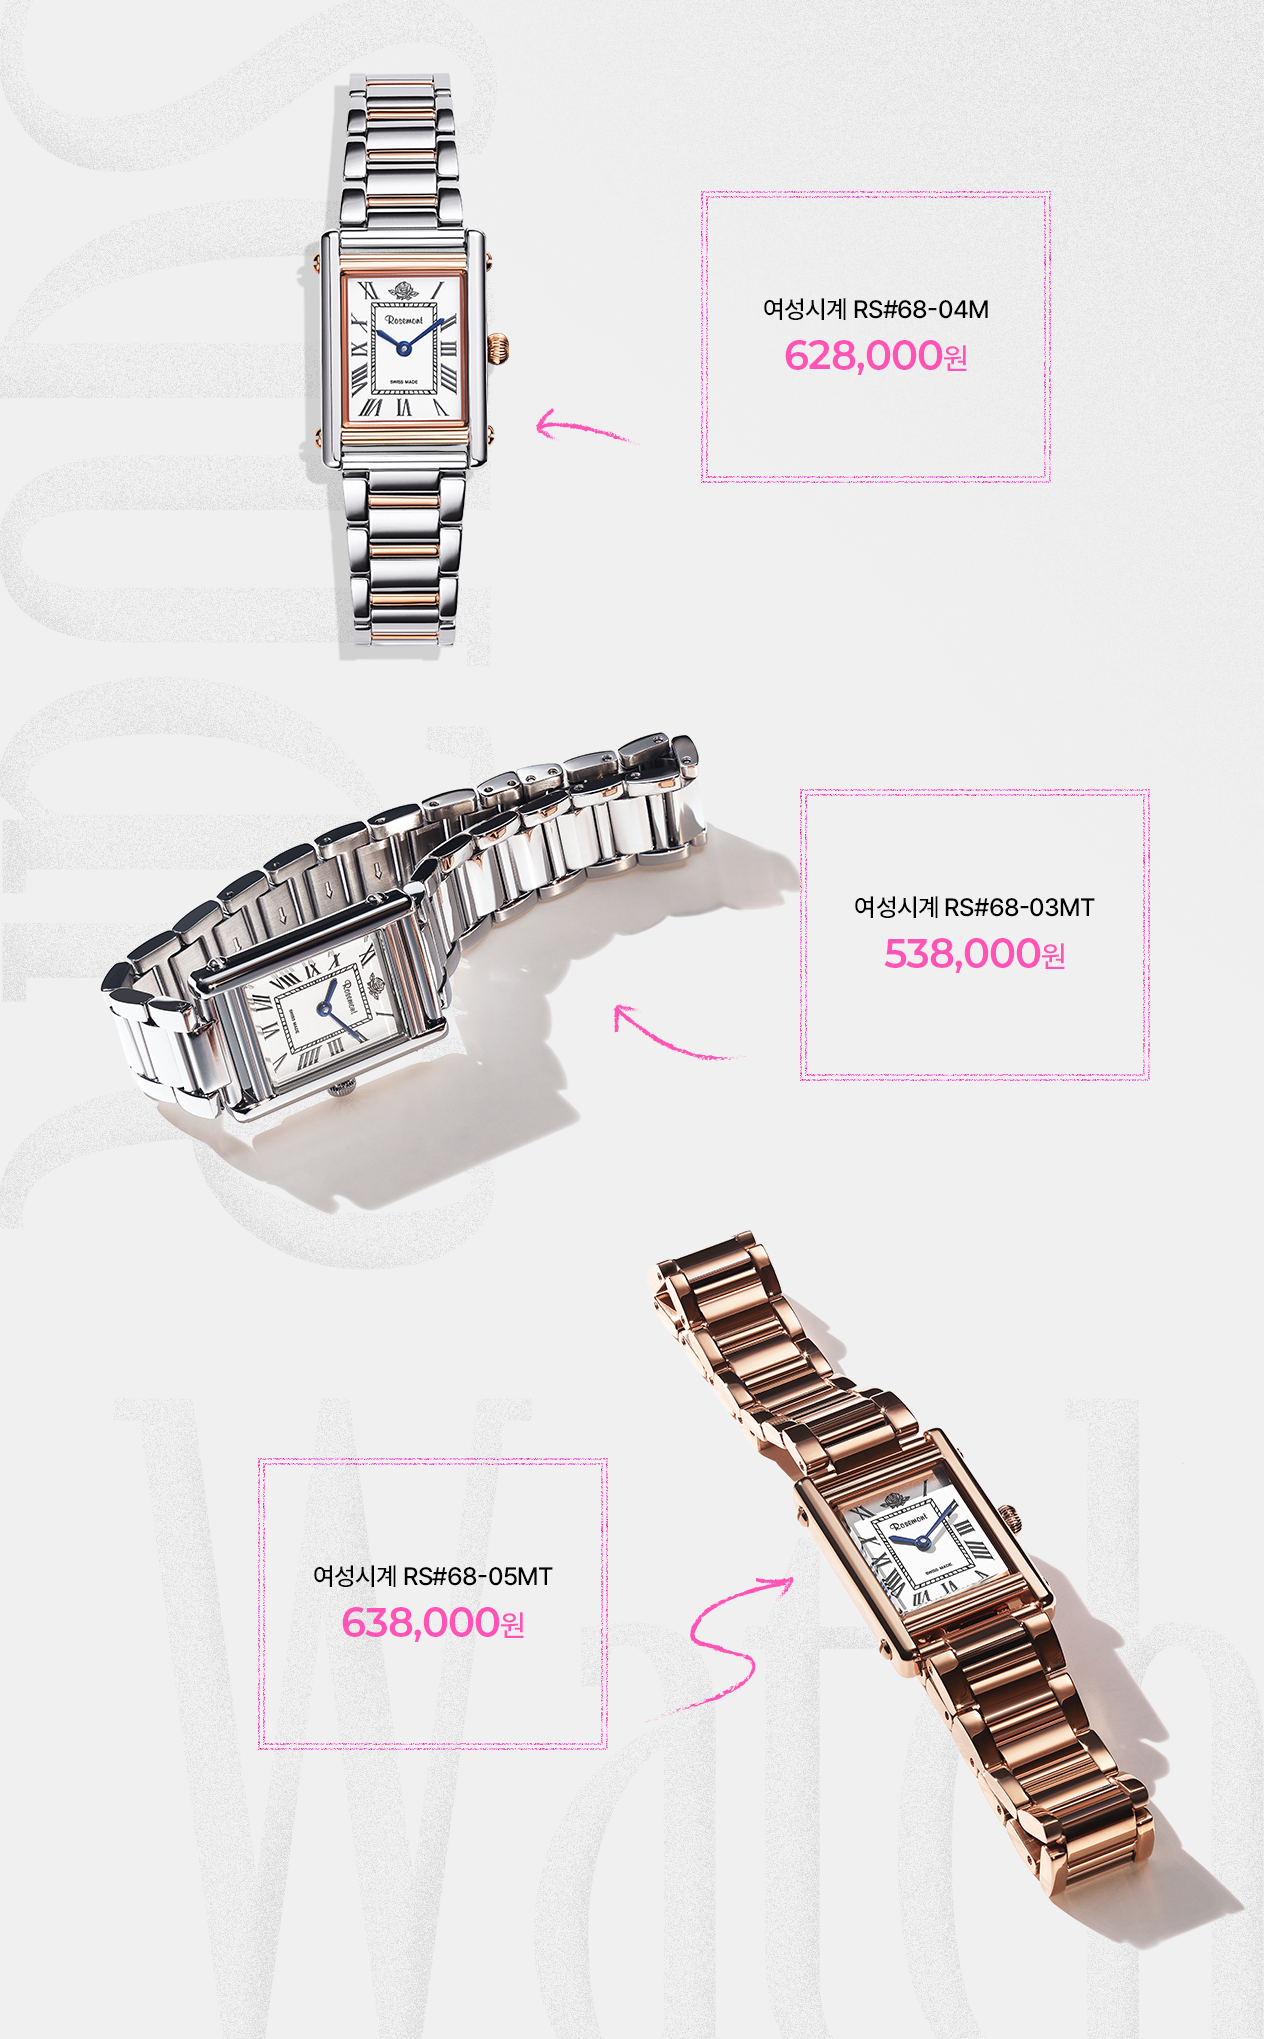 Rosemont
SWISS MADE
여성시계 RS#68-04M
628,000원
Rosemont
SWISS MADE
여성시계 RS#68-03MT
538,000원
Rosemont
SWISS MADE
여성시계 RS#68-05MT
638,000원
Watch